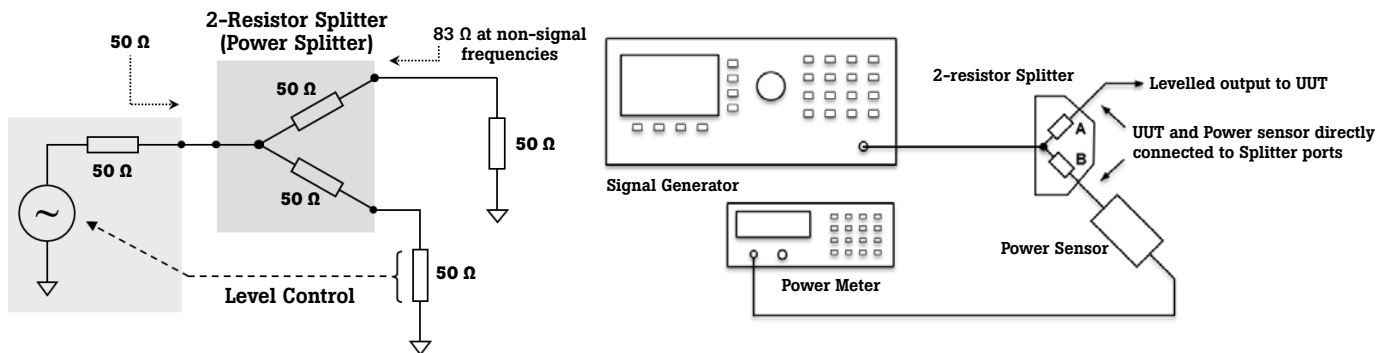 2-Resistor Splitter
(Power Splitter)
50 Ω
83 Ω at non-signal
frequencies
50 Ω
50 Ω
50 Ω
50 Ω
50 Ω
Level Control
2-resistor Splitter
Levelled output to UUT
A
UUT and Power sensor directly
connected to Splitter ports
B
Signal Generator
Power Sensor
Power Meter